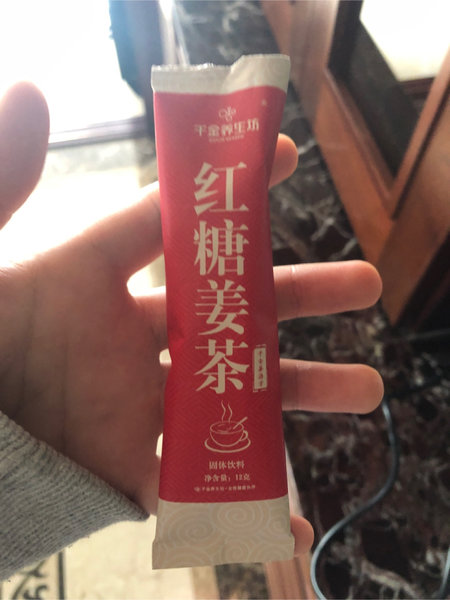 千金养生坊
红糖姜茶
固体饮料
净含量：12克